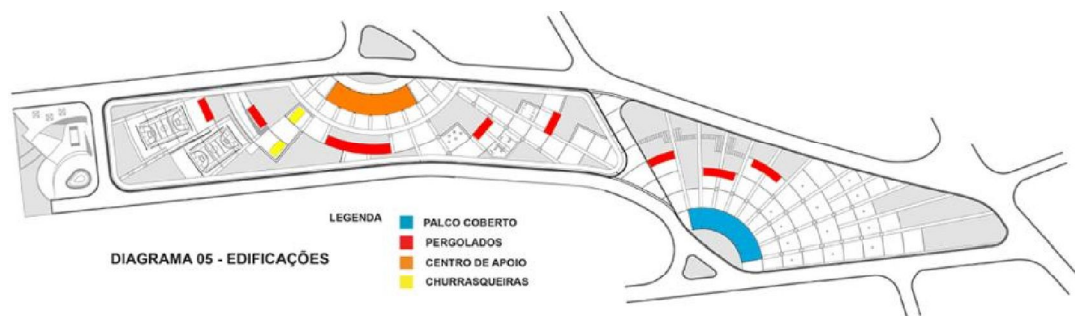 LEGENDA
PALCO COBERTO
PERGOLADOS
CENTRO DE APOIO
CHURRASQUEIRAS
DIAGRAMA 05 - EDIFICAÇÕES